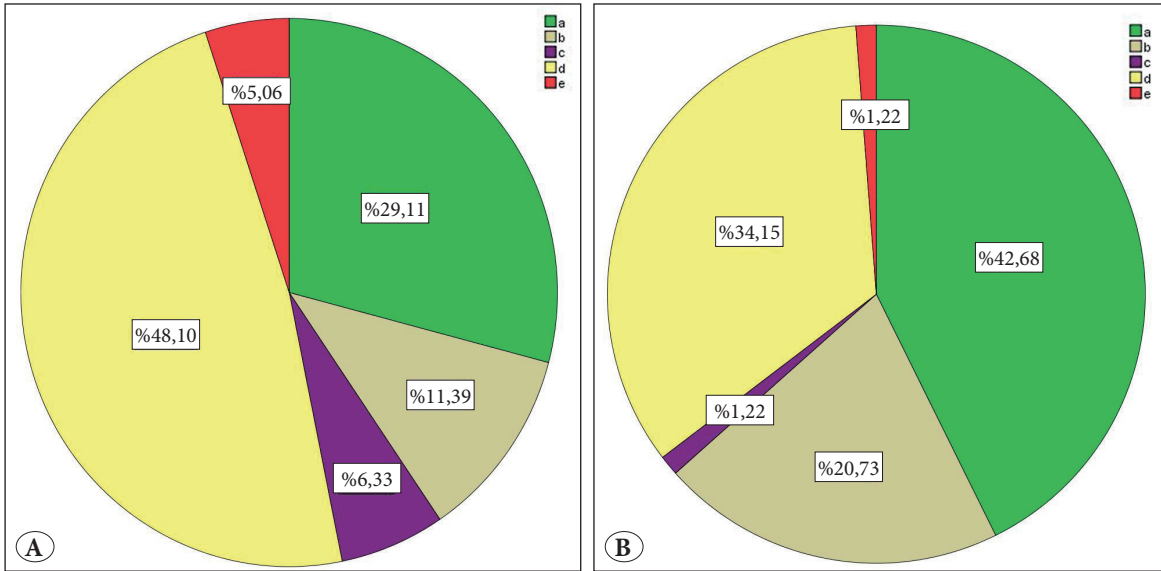 a
b
c
d
e
%5,06
%29,11
%48,10
%11,39
%6,33
A
a
b
c
d
e
%1,22
%34,15
%42,68
%1,22
%20,73
B